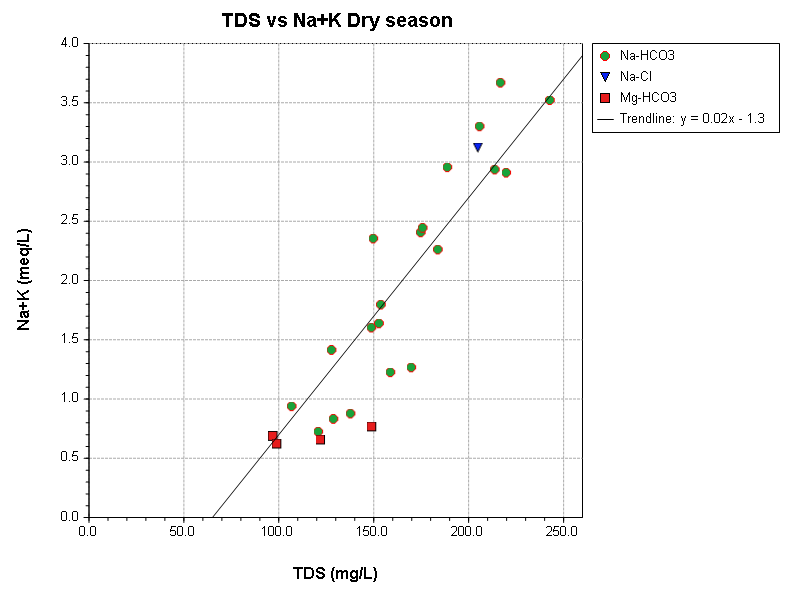 TDS vs Na+K Dry season
4.0
3.5
3.0
2.5
2.0
1.5
1.0
0.5
0.0
Na+K (meq/L)
0.0 50.0 100.0 150.0 200.0 250.0
TDS (mg/L)
Na-HCO3
Na-Cl
Mg-HCO3
Trendline: y = 0.02x - 1.3